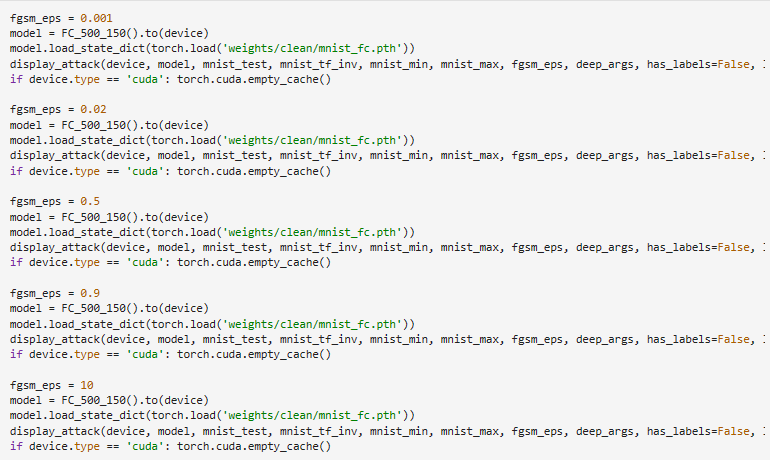 fgsm_eps = 0.001
model = FC_500_150().to(device)
model.load_state_dict(torch.load('weights/clean/mnist_fc.pth'))
display_attack(device, model, mnist_test, mnist_tf_inv, mnist_min, mnist_max, fgsm_eps, deep_args, has_labels=False,
if device.type == 'cuda': torch.cuda.empty_cache()
fgsm_eps = 0.02
model = FC_500_150().to(device)
model.load_state_dict(torch.load('weights/clean/mnist_fc.pth'))
display_attack(device, model, mnist_test, mnist_tf_inv, mnist_min, mnist_max, fgsm_eps, deep_args, has_labels=False,
if device.type == 'cuda': torch.cuda.empty_cache()
fgsm_eps = 0.5
model = FC_500_150().to(device)
model.load_state_dict(torch.load('weights/clean/mnist_fc.pth'))
display_attack(device, model, mnist_test, mnist_tf_inv, mnist_min, mnist_max, fgsm_eps, deep_args, has_labels=False,
if device.type == 'cuda': torch.cuda.empty_cache()
fgsm_eps = 0.9
model = FC_500_150().to(device)
model.load_state_dict(torch.load('weights/clean/mnist_fc.pth'))
display_attack(device, model, mnist_test, mnist_tf_inv, mnist_min, mnist_max, fgsm_eps, deep_args, has_labels=False,
if device.type == 'cuda': torch.cuda.empty_cache()
fgsm_eps = 10
model = FC_500_150().to(device)
model.load_state_dict(torch.load('weights/clean/mnist_fc.pth'))
display_attack(device, model, mnist_test, mnist_tf_inv, mnist_min, mnist_max, fgsm_eps, deep_args, has_labels=False,
if device.type == 'cuda': torch.cuda.empty_cache()